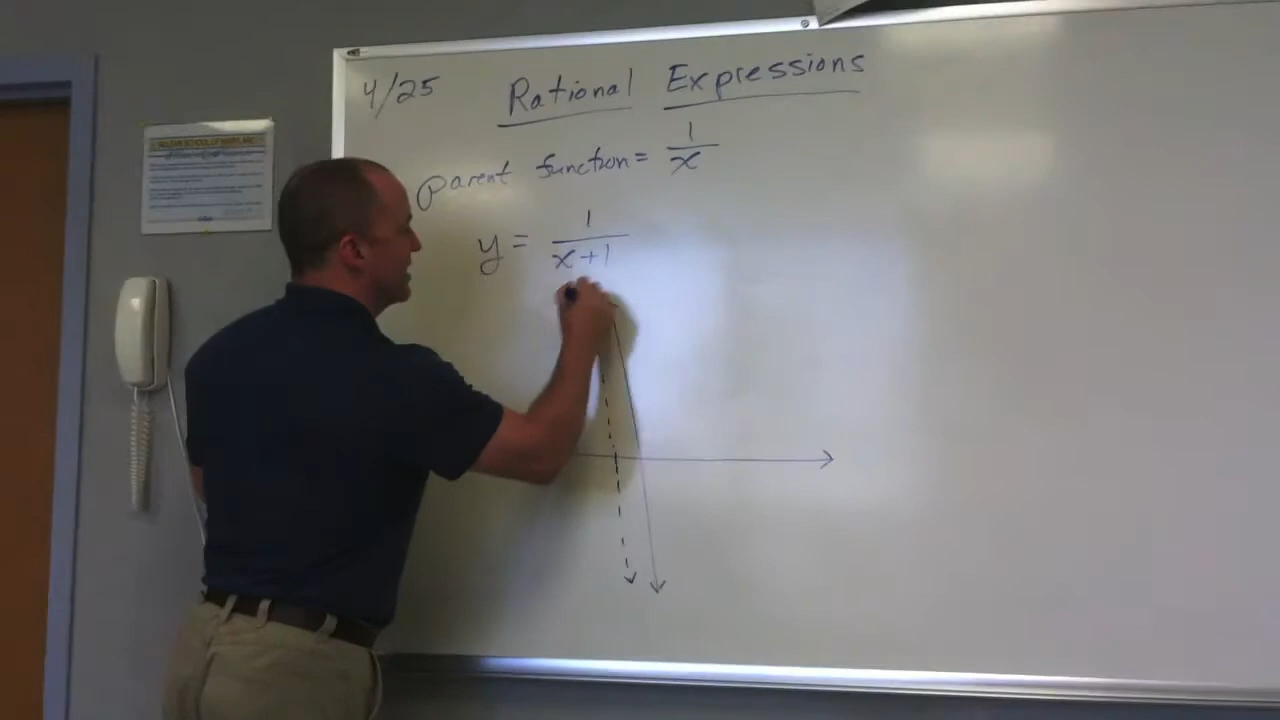 4/25 Rational Expressions
parent function = 1/x
y = 1/(x+1)